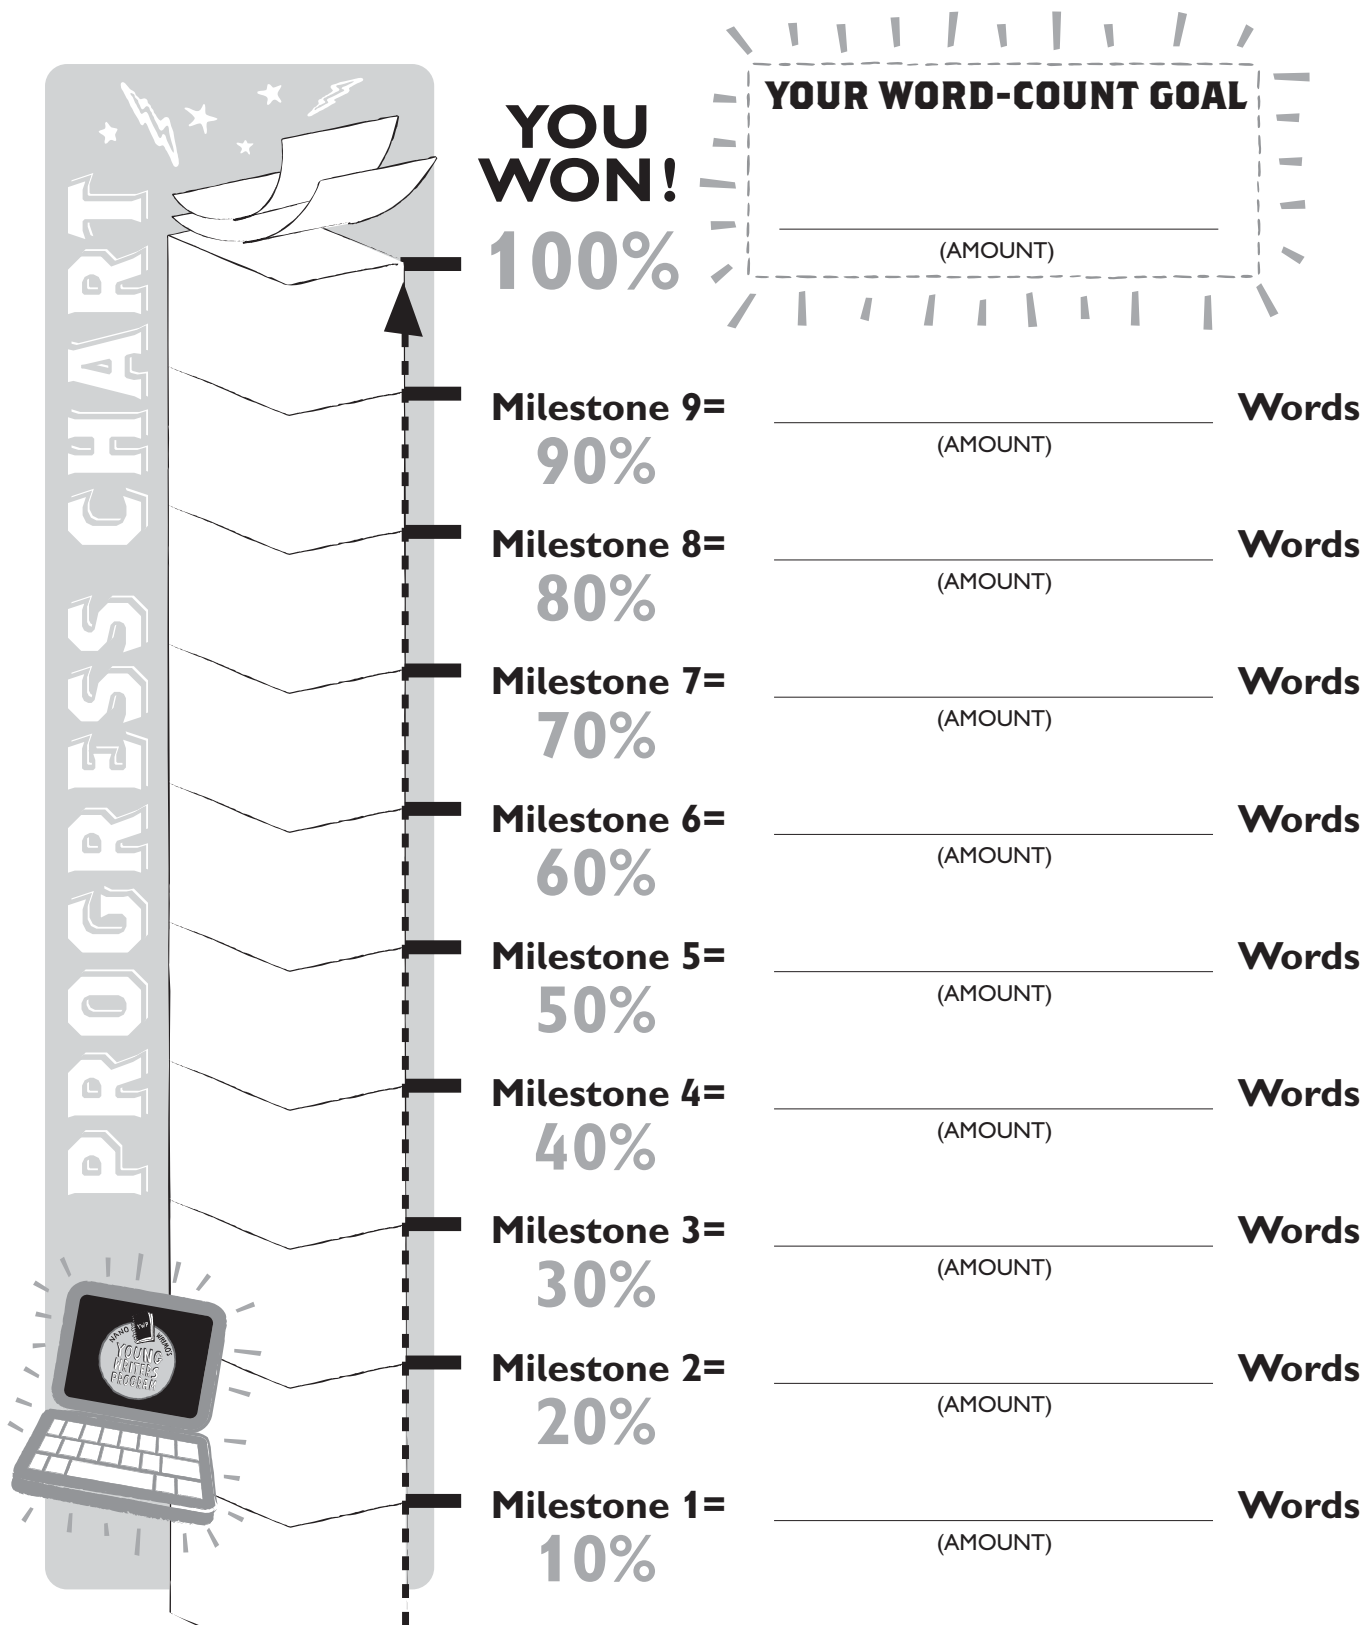 PROGRESS CHART
YOU
WON!
100%
YOUR WORD-COUNT GOAL
(AMOUNT)
Milestone 9= Words
(AMOUNT)
90%
Milestone 8= Words
(AMOUNT)
80%
Milestone 7= Words
(AMOUNT)
70%
Milestone 6= Words
(AMOUNT)
60%
Milestone 5= Words
(AMOUNT)
50%
Milestone 4= Words
(AMOUNT)
40%
Milestone 3= Words
(AMOUNT)
30%
Milestone 2= Words
(AMOUNT)
20%
Milestone 1= Words
(AMOUNT)
10%
NANO WRIMO'S
YWP
YOUNG
WRITERS
PROGRAM